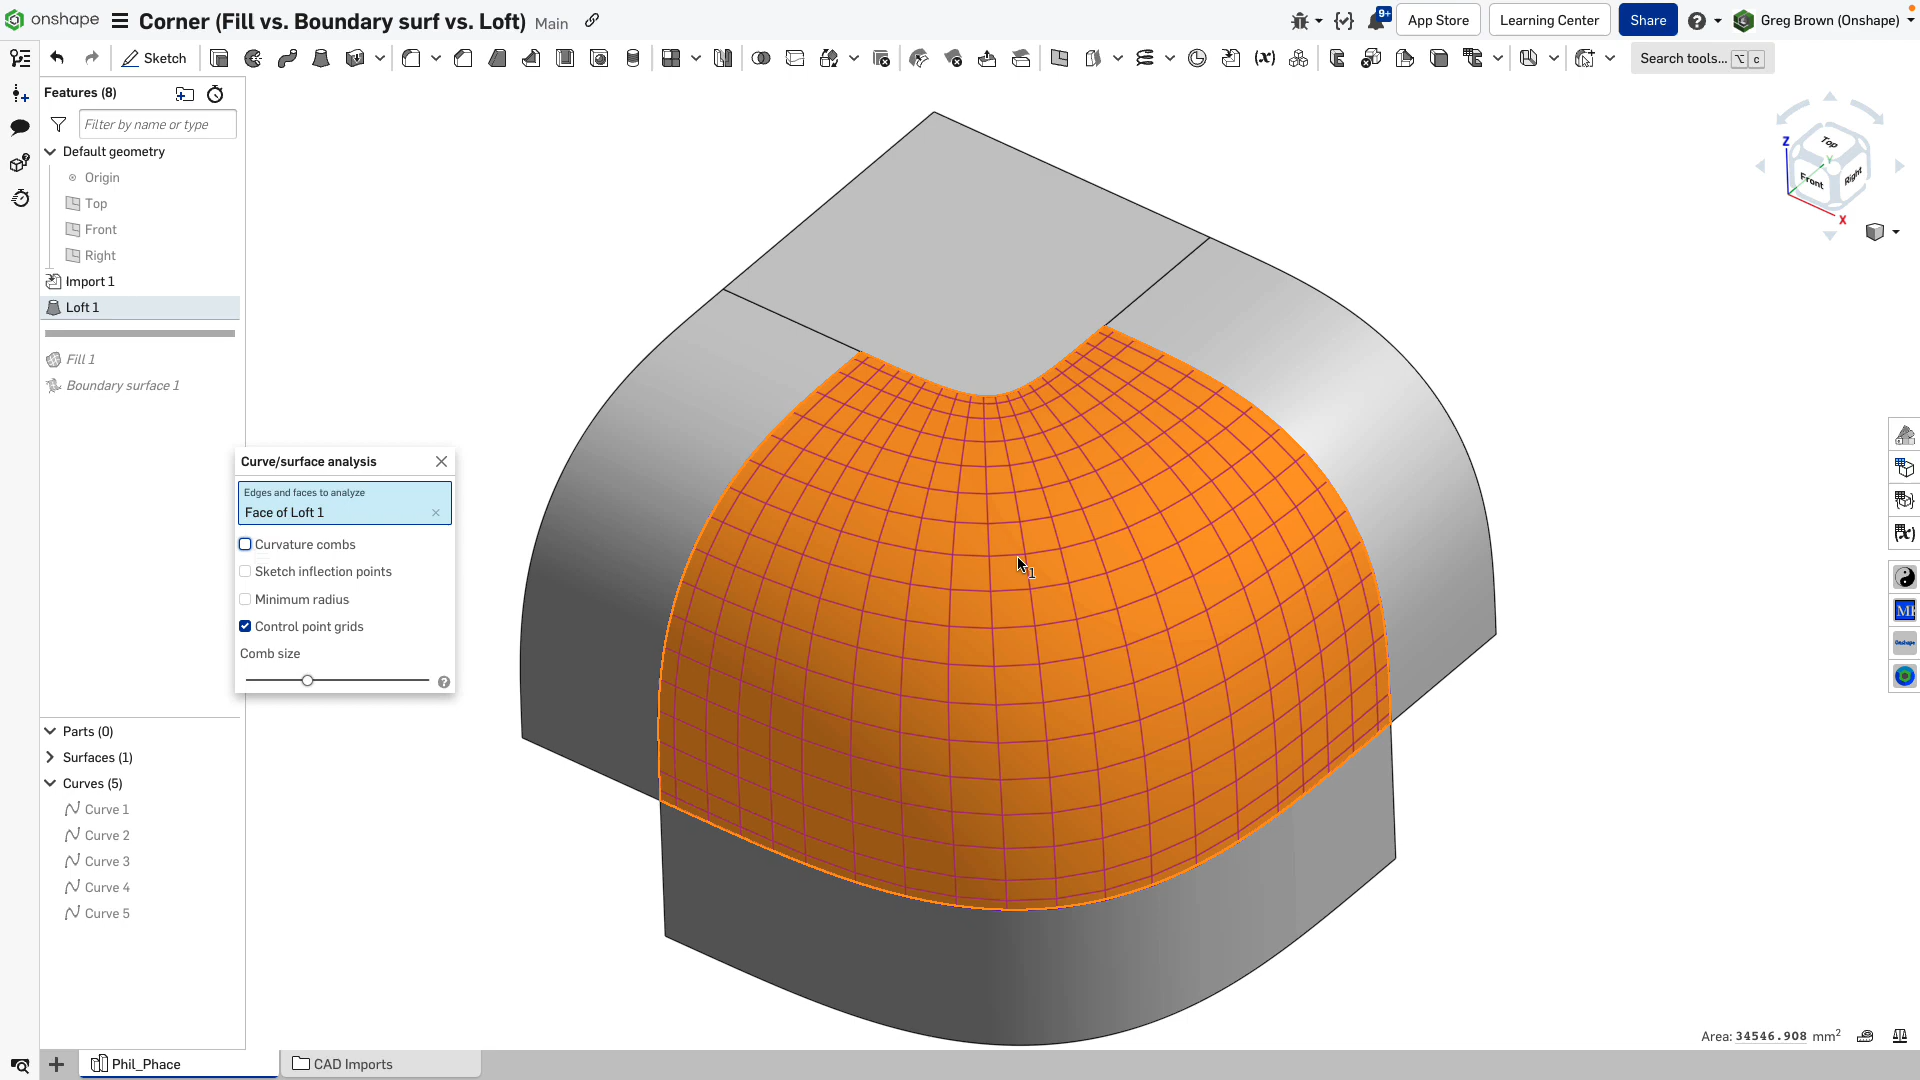 onshape Corner (Fill vs. Boundary surf vs. Loft) Main 9+ App Store Learning Center Share Greg Brown (Onshape)
Sketch (x) Search tools... ⌥ c
Features (8)
Filter by name or type
Default geometry
Origin
Top
Front
Right
Import 1
Loft 1
Fill 1
Boundary surface 1
Curve/surface analysis
Edges and faces to analyze
Face of Loft 1
Curvature combs
Sketch inflection points
Minimum radius
Control point grids
Comb size
Parts (0)
Surfaces (1)
Curves (5)
Curve 1
Curve 2
Curve 3
Curve 4
Curve 5
1
Z
Top
Y
Front
Right
X
(x)
Onshape
Area: 34546.908 mm²
Phil_Phace CAD Imports